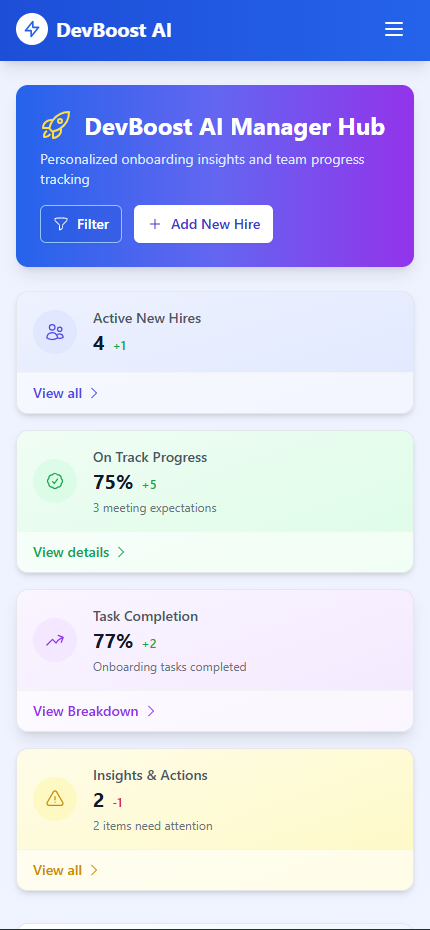 DevBoost AI
DevBoost AI Manager Hub
Personalized onboarding insights and team progress
tracking
Filter
Add New Hire
Active New Hires
4 +1
View all
On Track Progress
75% +5
3 meeting expectations
View details
Task Completion
77% +2
Onboarding tasks completed
View Breakdown
Insights & Actions
2 -1
2 items need attention
View all